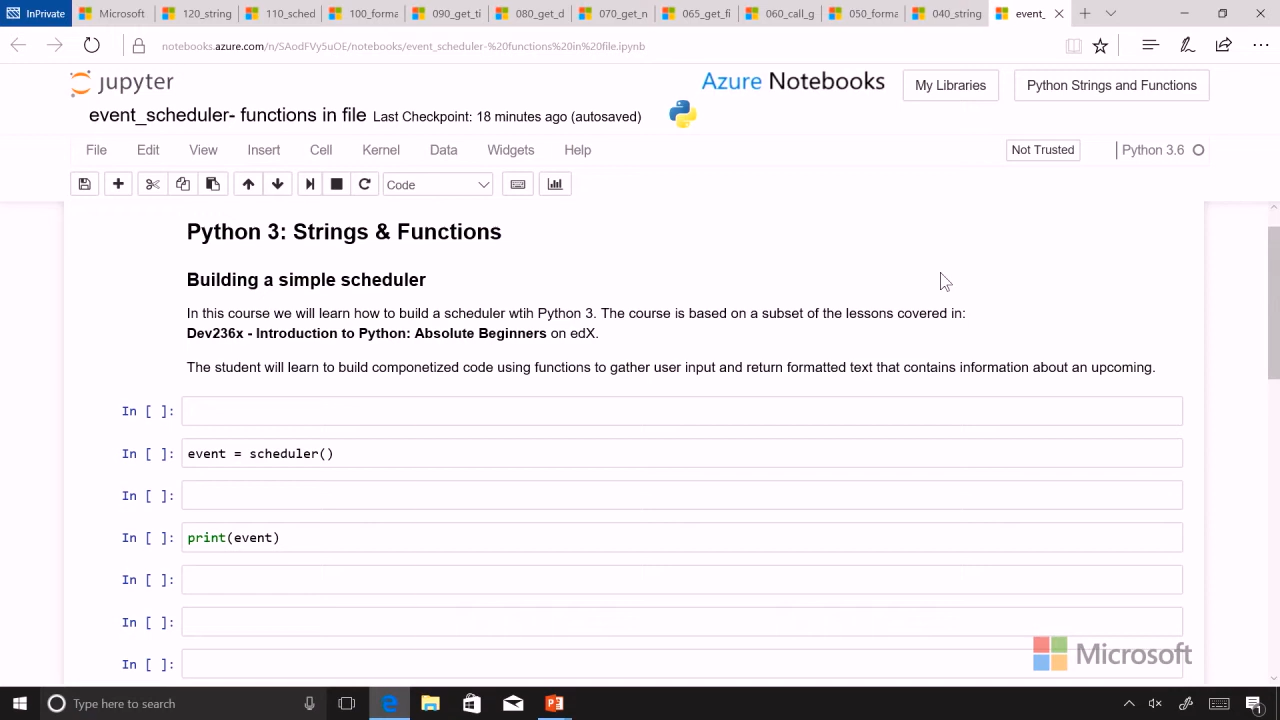 InPrivate
Microsoft
120_string
110_sdsd
100_forma
080_get_d
070_get_n
065_get_fi
060_call_g
040_string
event_
notebooks.azure.com/n/SAodFVy5uOE/notebooks/event_scheduler-%20functions%20in%20file.ipynb
jupyter
Azure Notebooks
My Libraries
Python Strings and Functions
event_scheduler- functions in file Last Checkpoint: 18 minutes ago (autosaved)
File Edit View Insert Cell Kernel Data Widgets Help
Not Trusted
Python 3.6
Code
Python 3: Strings & Functions
Building a simple scheduler
In this course we will learn how to build a scheduler wtih Python 3. The course is based on a subset of the lessons covered in:
Dev236x - Introduction to Python: Absolute Beginners on edX.
The student will learn to build componetized code using functions to gather user input and return formatted text that contains information about an upcoming.
In [ ]:
In [ ]: event = scheduler()
In [ ]:
In [ ]: print(event)
In [ ]:
In [ ]:
In [ ]:
Microsoft
Type here to search
1